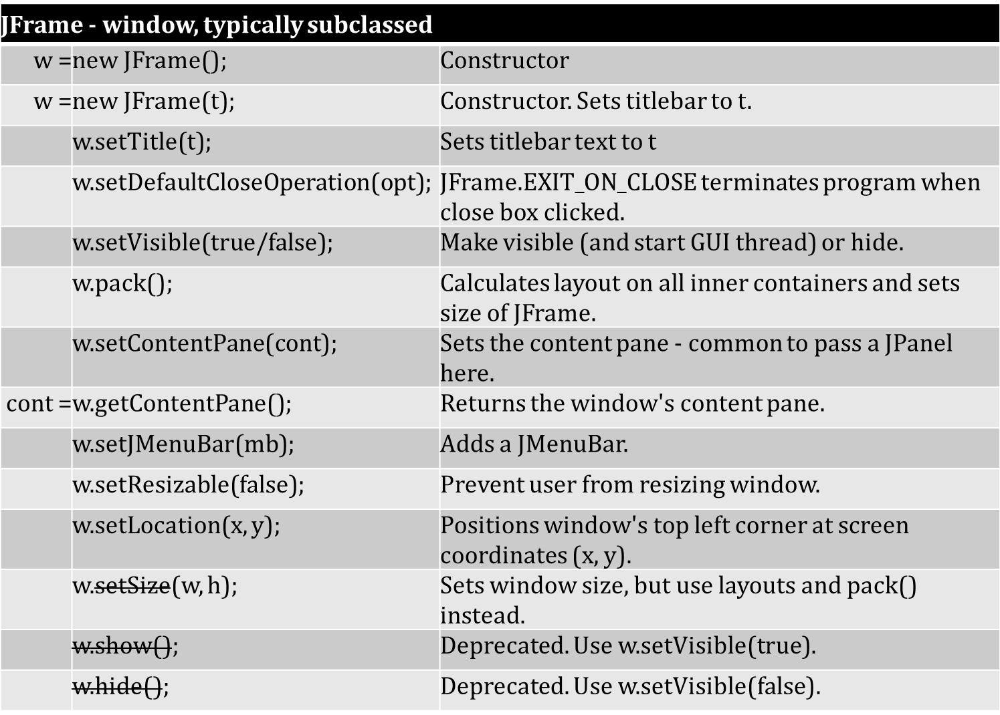 JFrame - window, typically subclassed
w = new JFrame(); Constructor
w = new JFrame(t); Constructor. Sets titlebar to t.
w.setTitle(t); Sets titlebar text to t
w.setDefaultCloseOperation(opt); JFrame.EXIT_ON_CLOSE terminates program when
close box clicked.
w.setVisible(true/false); Make visible (and start GUI thread) or hide.
w.pack(); Calculates layout on all inner containers and sets
size of JFrame.
w.setContentPane(cont); Sets the content pane - common to pass a JPanel
here.
cont = w.getContentPane(); Returns the window's content pane.
w.setJMenuBar(mb); Adds a JMenuBar.
w.setResizable(false); Prevent user from resizing window.
w.setLocation(x, y); Positions window's top left corner at screen
coordinates (x, y).
w.setSize(w, h); Sets window size, but use layouts and pack()
instead.
w.show(); Deprecated. Use w.setVisible(true).
w.hide(); Deprecated. Use w.setVisible(false).